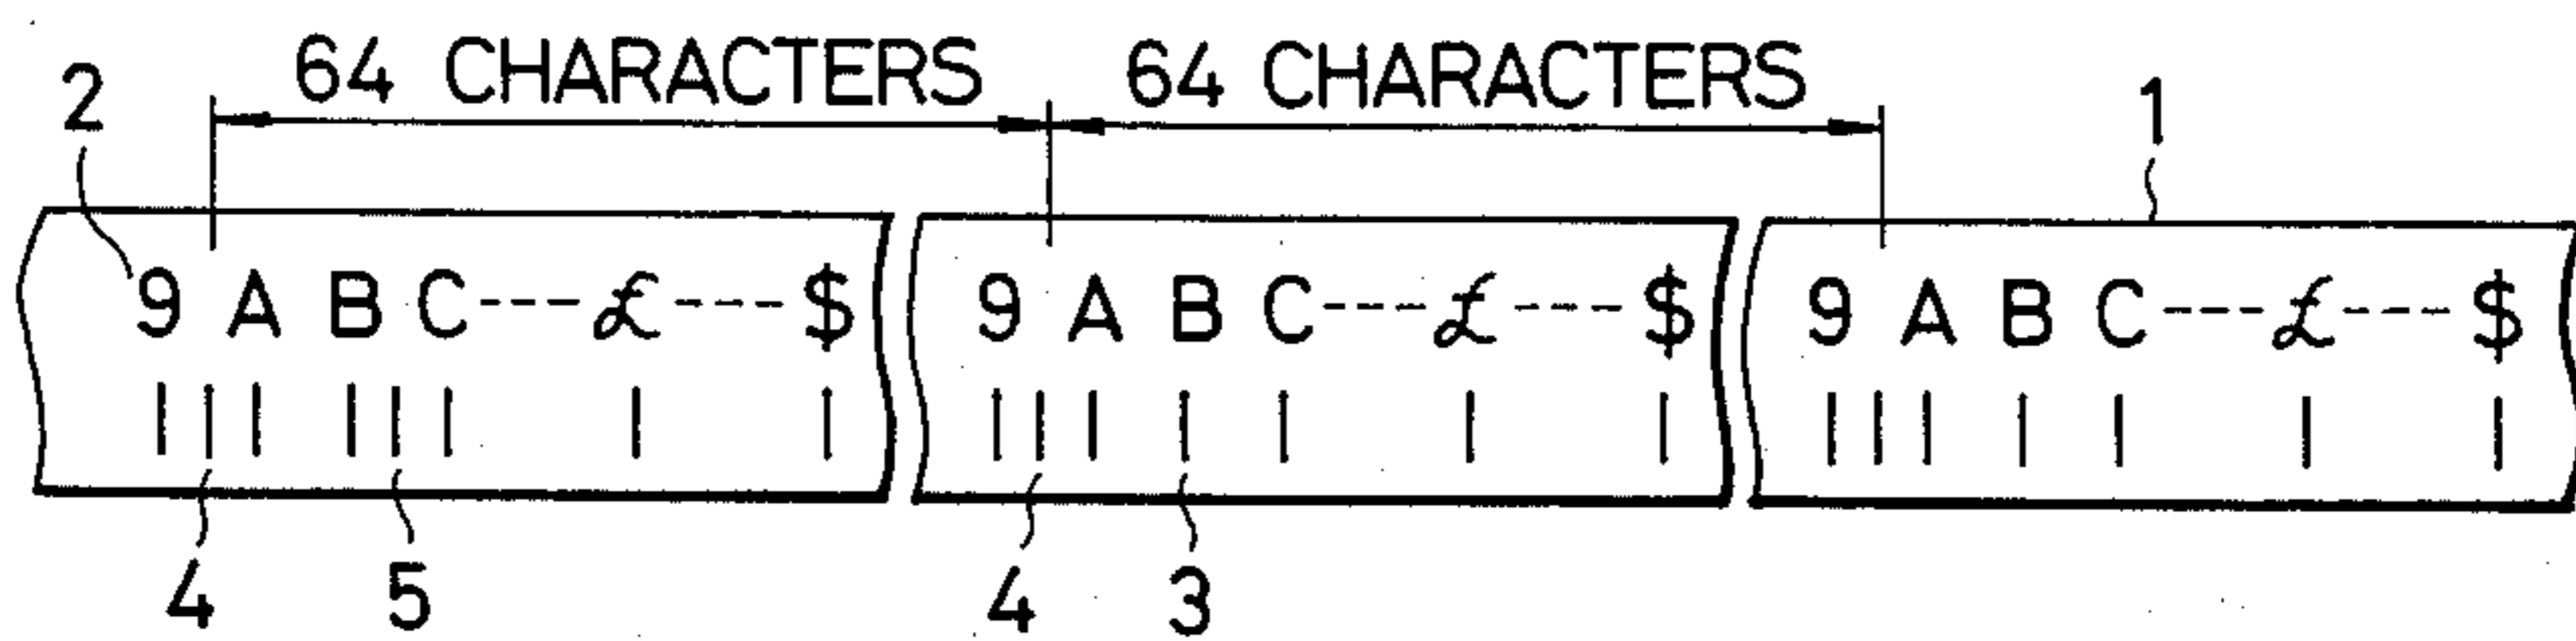 64 CHARACTERS 64 CHARACTERS
2 1
9 A B C ---- £ ---- $ 9 A B C ---- £ ---- $ 9 A B C ---- £ ---- $
4 5 4 3